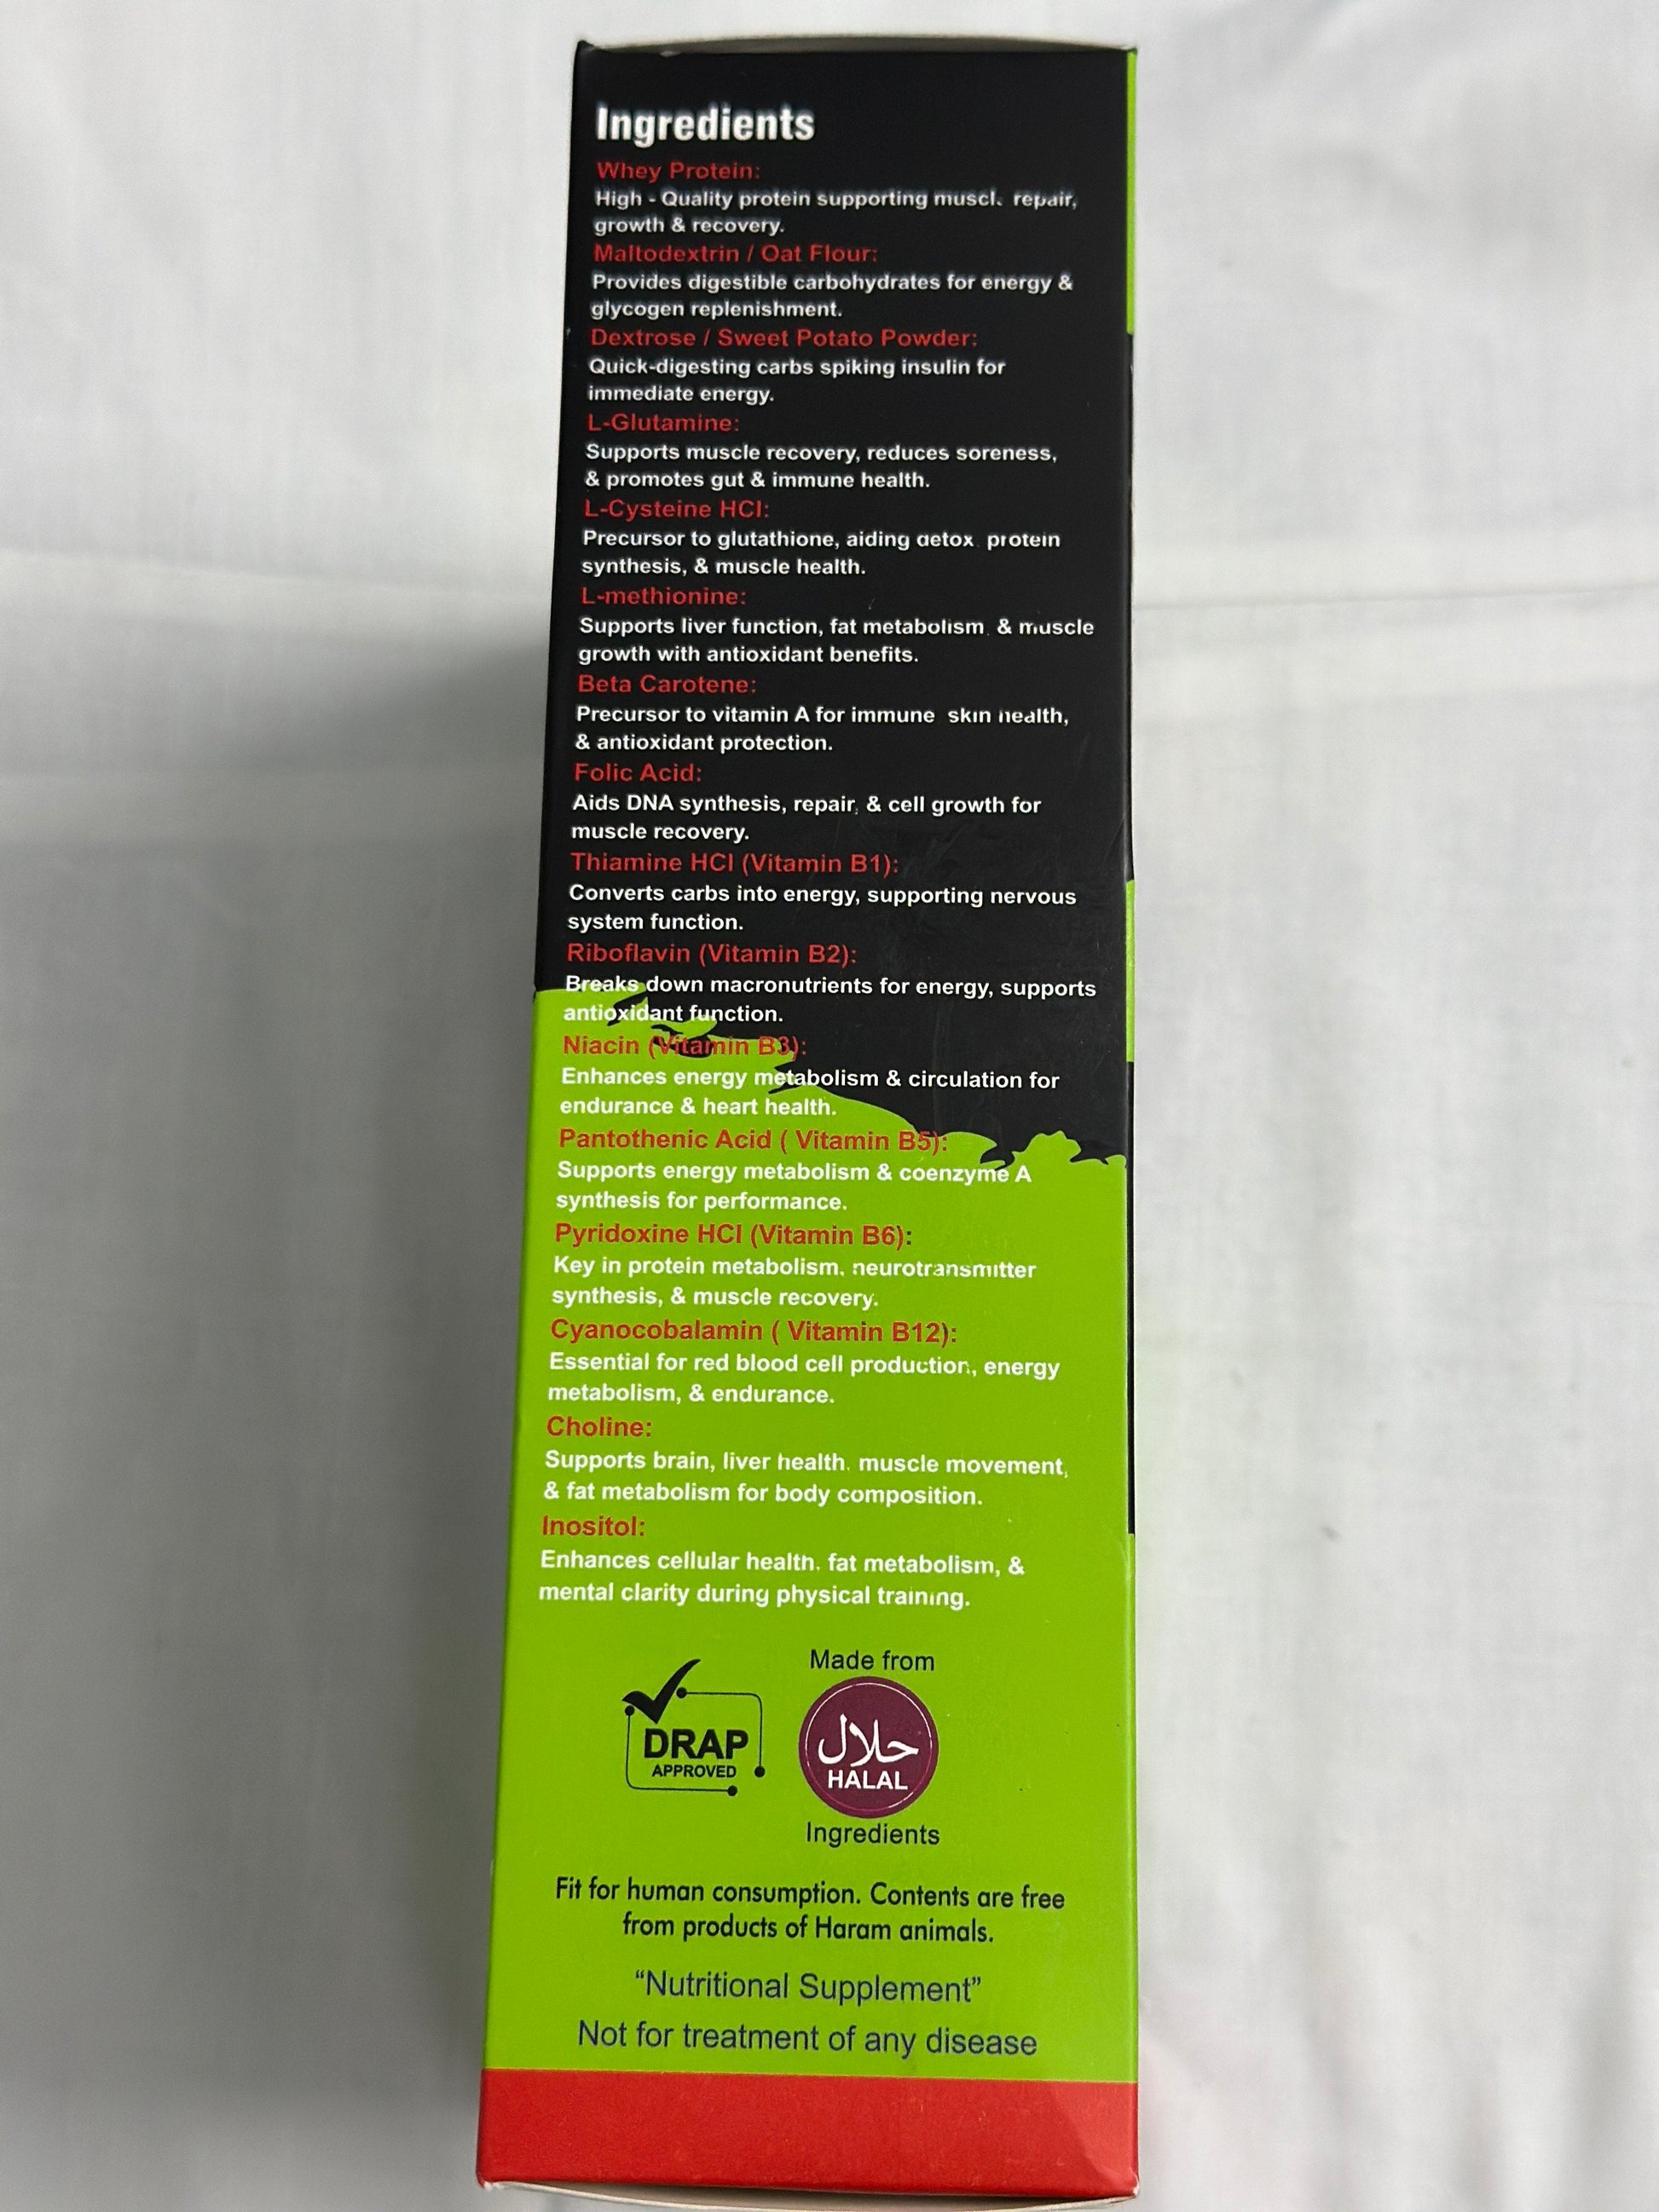 Ingredients
Whey Protein:
High - Quality protein supporting muscl. repair,
growth & recovery.
Maltodextrin / Oat Flour:
Provides digestible carbohydrates for energy &
glycogen replenishment.
Dextrose / Sweet Potato Powder:
Quick-digesting carbs spiking insulin for
immediate energy.
L-Glutamine:
Supports muscle recovery, reduces soreness,
& promotes gut & immune health.
L-Cysteine HCl:
Precursor to glutathione, aiding detox protein
synthesis, & muscle health.
L-methionine:
Supports liver function, fat metabolism, & muscle
growth with antioxidant benefits.
Beta Carotene:
Precursor to vitamin A for immune skin health,
& antioxidant protection.
Folic Acid:
Aids DNA synthesis, repair, & cell growth for
muscle recovery.
Thiamine HCl (Vitamin B1):
Converts carbs into energy, supporting nervous
system function.
Riboflavin (Vitamin B2):
Breaks down macronutrients for energy, supports
antioxidant function.
Niacin (Vitamin B3):
Enhances energy metabolism & circulation for
endurance & heart health.
Pantothenic Acid ( Vitamin B5):
Supports energy metabolism & coenzyme A
synthesis for performance.
Pyridoxine HCl (Vitamin B6):
Key in protein metabolism, neurotransmitter
synthesis, & muscle recovery.
Cyanocobalamin ( Vitamin B12):
Essential for red blood cell production, energy
metabolism, & endurance.
Choline:
Supports brain, liver health, muscle movement,
& fat metabolism for body composition.
Inositol:
Enhances cellular health, fat metabolism, &
mental clarity during physical training.
DRAP
APPROVED
Made from
حلال
HALAL
Ingredients
Fit for human consumption. Contents are free
from products of Haram animals.
“Nutritional Supplement”
Not for treatment of any disease